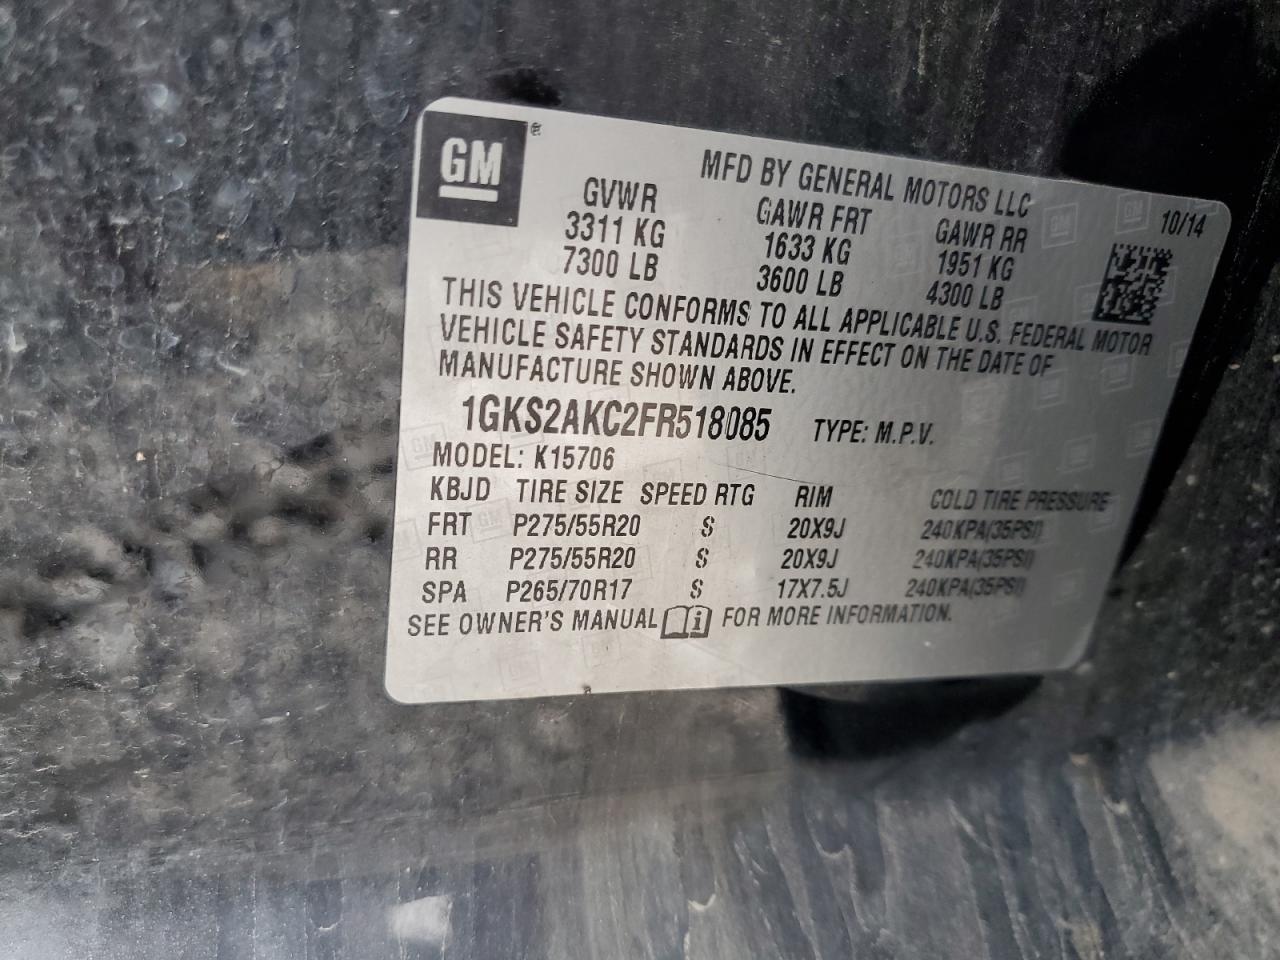 GM®
MFD BY GENERAL MOTORS LLC
10/14
GVWR GAWR FRT GAWR RR
3311 KG 1633 KG 1951 KG
7300 LB 3600 LB 4300 LB
THIS VEHICLE CONFORMS TO ALL APPLICABLE U.S. FEDERAL MOTOR
VEHICLE SAFETY STANDARDS IN EFFECT ON THE DATE OF
MANUFACTURE SHOWN ABOVE.
1GKS2AKC2FR518085 TYPE: M.P.V.
MODEL: K15706
KBJD TIRE SIZE SPEED RTG RIM COLD TIRE PRESSURE
FRT P275/55R20 S 20X9J 240KPA(35PSI)
RR P275/55R20 S 20X9J 240KPA(35PSI)
SPA P265/70R17 S 17X7.5J 240KPA(35PSI)
SEE OWNER'S MANUAL i FOR MORE INFORMATION.